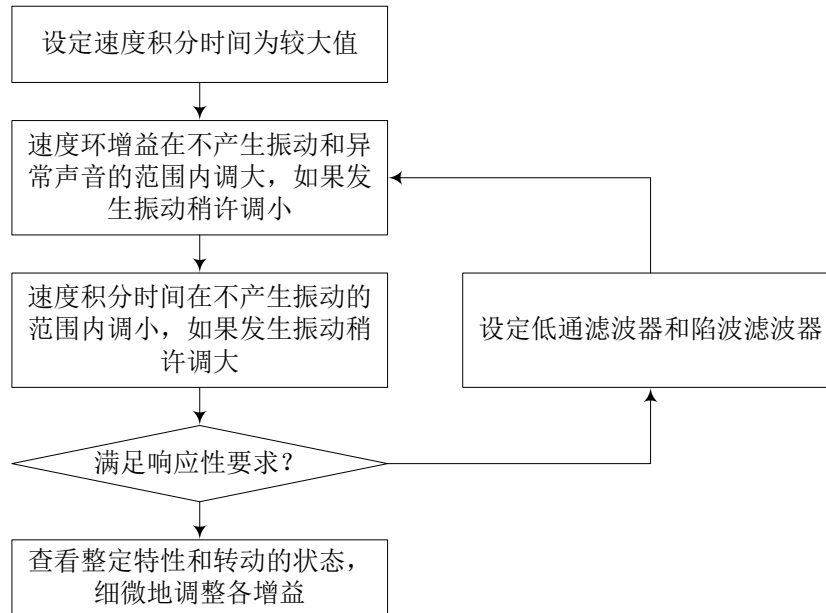 设定速度积分时间为较大值
速度环增益在不产生振动和异
常声音的范围内调大，如果发
生振动稍许调小
速度积分时间在不产生振动的
范围内调小，如果发生振动稍
许调大
设定低通滤波器和陷波滤波器
满足响应性要求？
查看整定特性和转动的状态，
细微地调整各增益